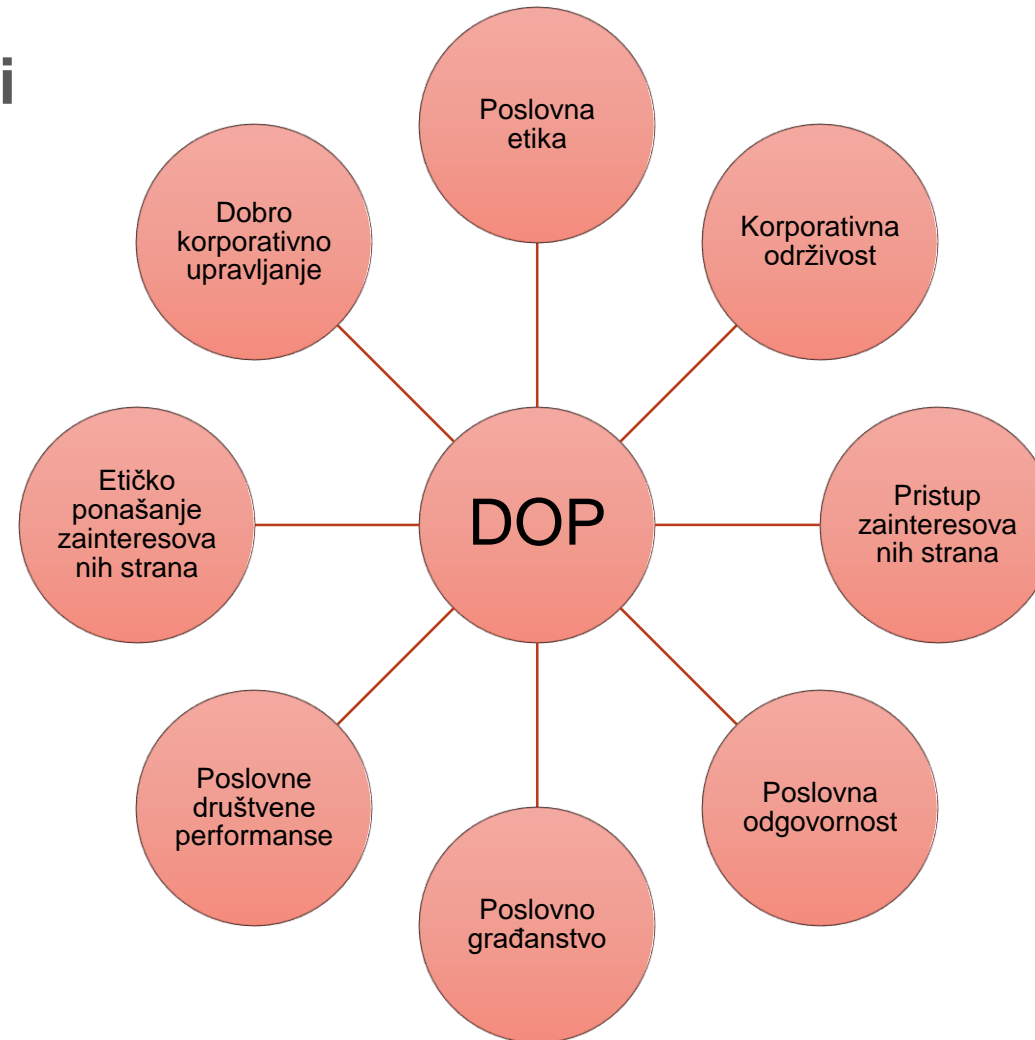 i
Poslovna
etika
Korporativna
održivost
Pristup
zainteresova
nih strana
Poslovna
odgovornost
Poslovno
građanstvo
Poslovne
društvene
performanse
Etičko
ponašanje
zainteresova
nih strana
Dobro
korporativno
upravljanje
DOP